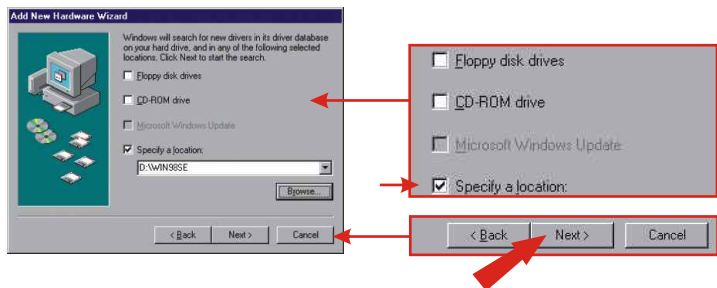 Add New Hardware Wizard
Windows will search for new drivers in its driver database
on your hard drive, and in any of the following selected
locations. Click Next to start the search.
Floppy disk drives
CD-ROM drive
Microsoft Windows Update
Specify a location:
D:\WIN98SE
Browse...
< Back
Next >
Cancel
Floppy disk drives
CD-ROM drive
Microsoft Windows Update
Specify a location:
< Back
Next >
Cancel